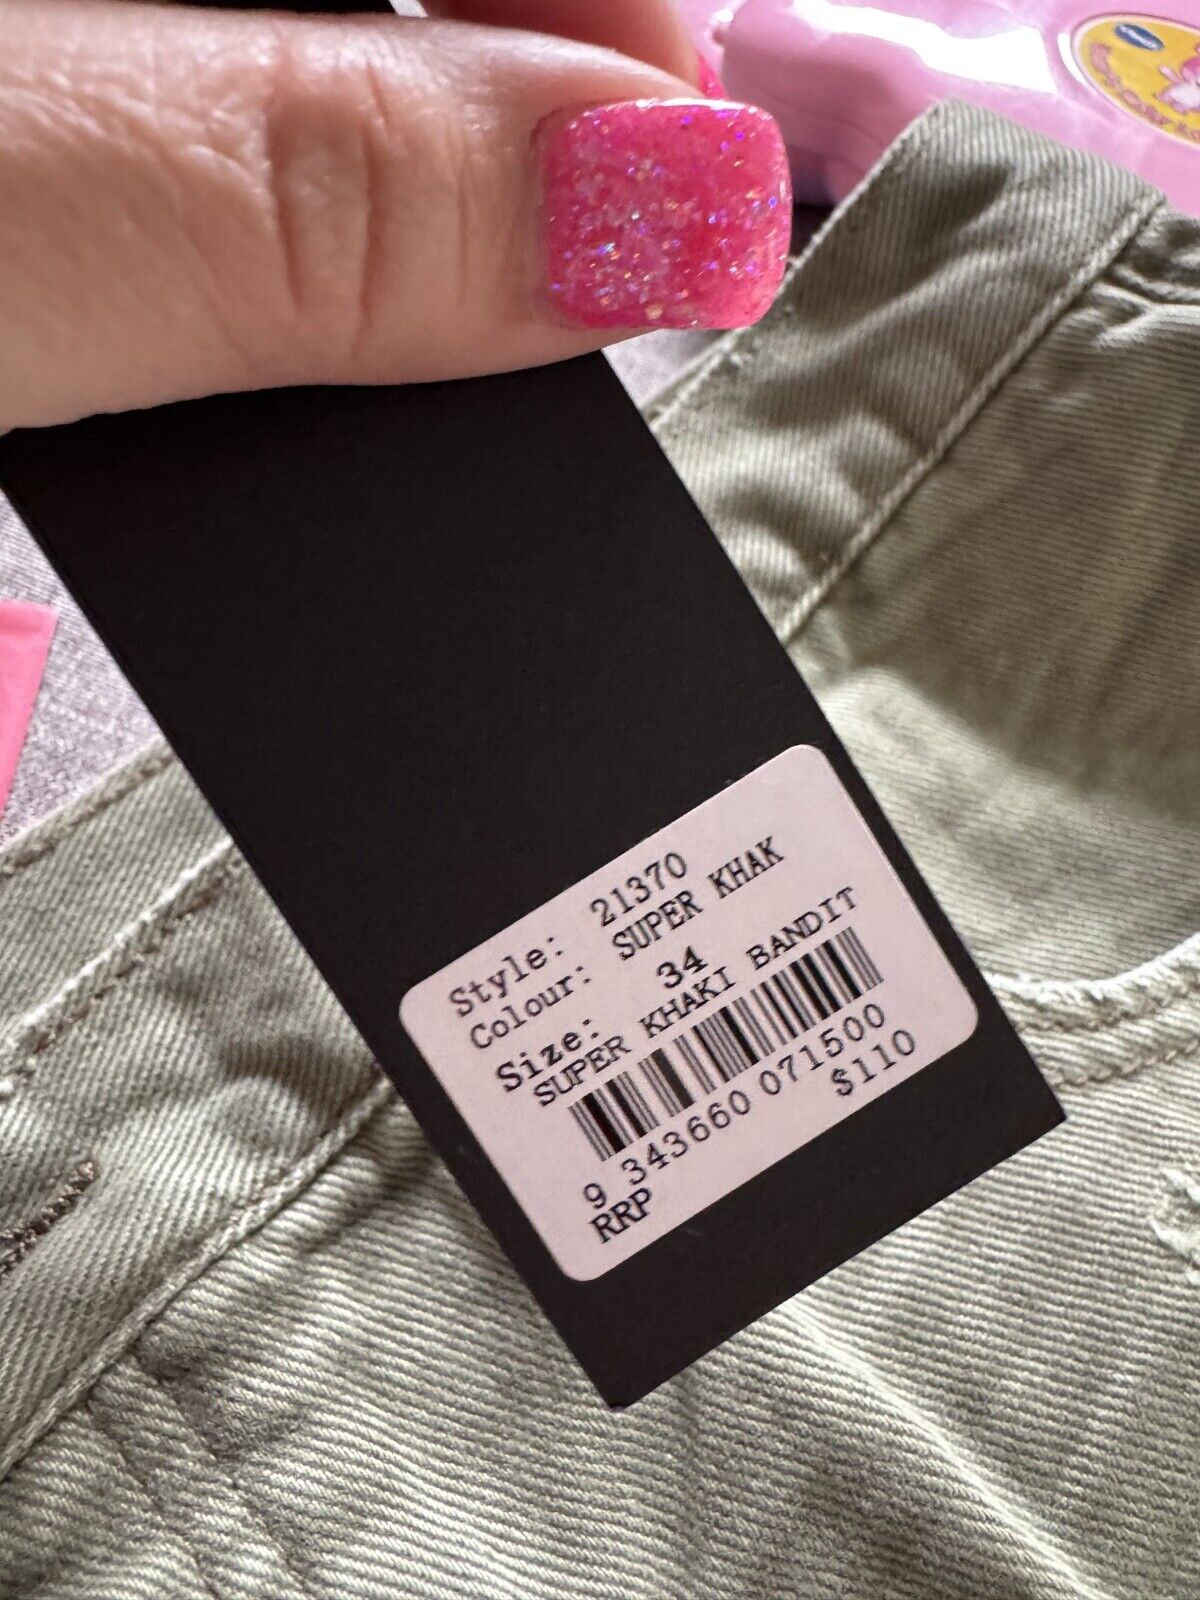 Style: 21370
Colour: SUPER KHAK
Size: 34
SUPER KHAKI BANDIT
9 343660 071500
RRP $110